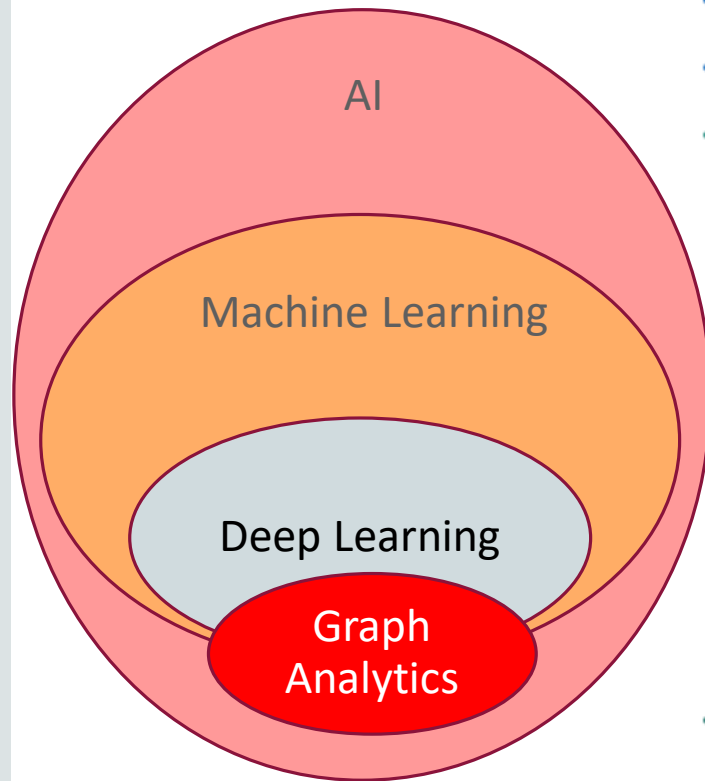 AI
Machine Learning
Deep Learning
Graph
Analytics